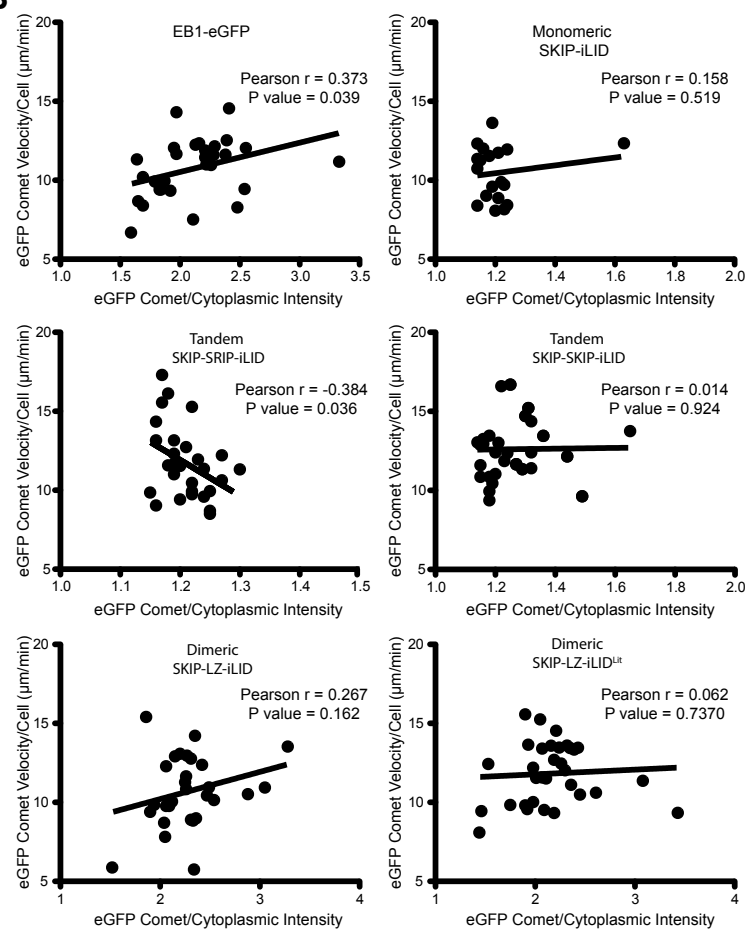 EB1-eGFP
Pearson r = 0.373
P value = 0.039
eGFP Comet Velocity/Cell (μm/min)
20
15
10
5
1.0 1.5 2.0 2.5 3.0 3.5
eGFP Comet/Cytoplasmic Intensity
Monomeric
SKIP-iLID
Pearson r = 0.158
P value = 0.519
eGFP Comet Velocity/Cell (μm/min)
20
15
10
5
1.0 1.2 1.4 1.6 1.8 2.0
eGFP Comet/Cytoplasmic Intensity
Tandem
SKIP-SRIP-iLID
Pearson r = -0.384
P value = 0.036
eGFP Comet Velocity/Cell (μm/min)
20
15
10
5
1.0 1.1 1.2 1.3 1.4 1.5
eGFP Comet/Cytoplasmic Intensity
Tandem
SKIP-SKIP-iLID
Pearson r = 0.014
P value = 0.924
eGFP Comet Velocity/Cell (μm/min)
20
15
10
5
1.0 1.2 1.4 1.6 1.8 2.0
eGFP Comet/Cytoplasmic Intensity
Dimeric
SKIP-LZ-iLID
Pearson r = 0.267
P value = 0.162
eGFP Comet Velocity/Cell (μm/min)
20
15
10
5
1 2 3 4
eGFP Comet/Cytoplasmic Intensity
Dimeric
SKIP-LZ-iLIDLit
Pearson r = 0.062
P value = 0.7370
eGFP Comet Velocity/Cell (μm/min)
20
15
10
5
1 2 3 4
eGFP Comet/Cytoplasmic Intensity